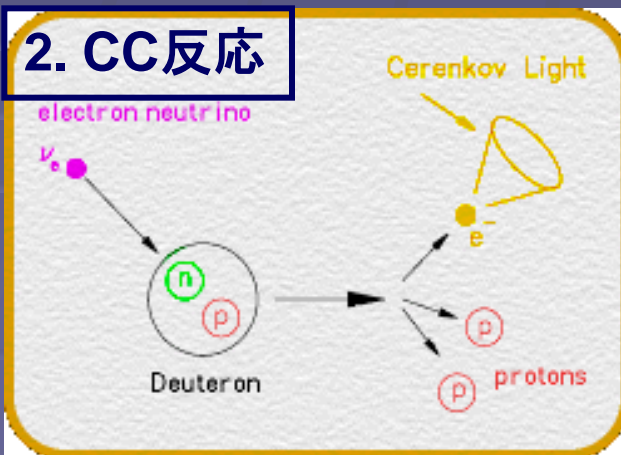 2. CC反応
Cerenkov Light
electron neutrino
νe
e-
n
p
p
Deuteron
p protons